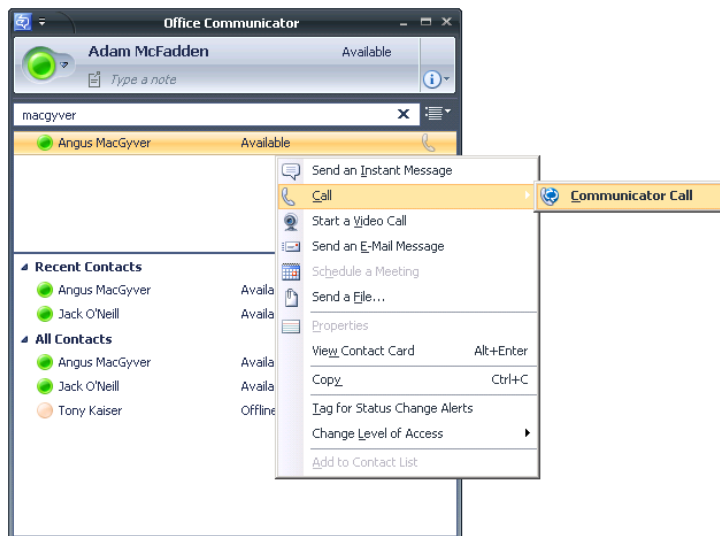 Office Communicator
Adam McFadden Available
Type a note
macgyver
Angus MacGyver Available
Send an Instant Message
Call
Communicator Call
Start a Video Call
Send an E-Mail Message
Schedule a Meeting
Send a File...
Properties
View Contact Card Alt+Enter
Copy Ctrl+C
Tag for Status Change Alerts
Change Level of Access
Add to Contact List
Recent Contacts
Angus MacGyver Availa
Jack O'Neill Availa
All Contacts
Angus MacGyver Availa
Jack O'Neill Availa
Tony Kaiser Offline